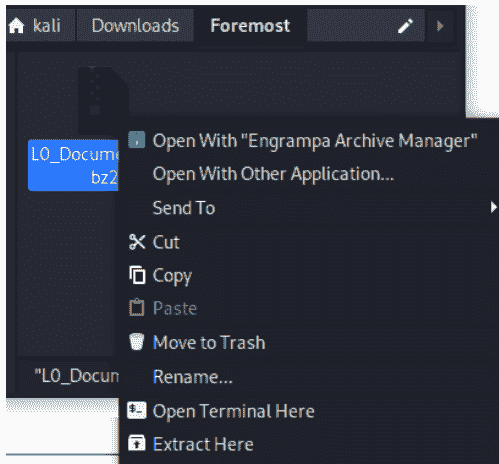 kali Downloads Foremost
L0_Docume
bz2
Open With "Engrampa Archive Manager"
Open With Other Application...
Send To
Cut
Copy
Paste
Move to Trash
"L0_Docum
Rename...
Open Terminal Here
Extract Here